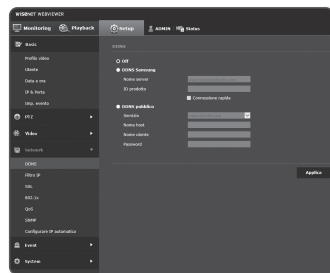 WISENET WEBVIEWER
Monitoring
Playback
Setup
ADMIN
Status
Basic
Profilo video
Utente
Data e ora
IP & Porta
Imp. evento
PTZ
Video
Network
DDNS
Filtro IP
SSL
802.1x
QoS
SNMP
Configurare IP automatica
Event
System
DDNS
Off
DDNS Samsung
Nome server
ID prodotto
Connessione rapida
DDNS pubblico
Servizio
Nome host
Nome utente
Password
Applica